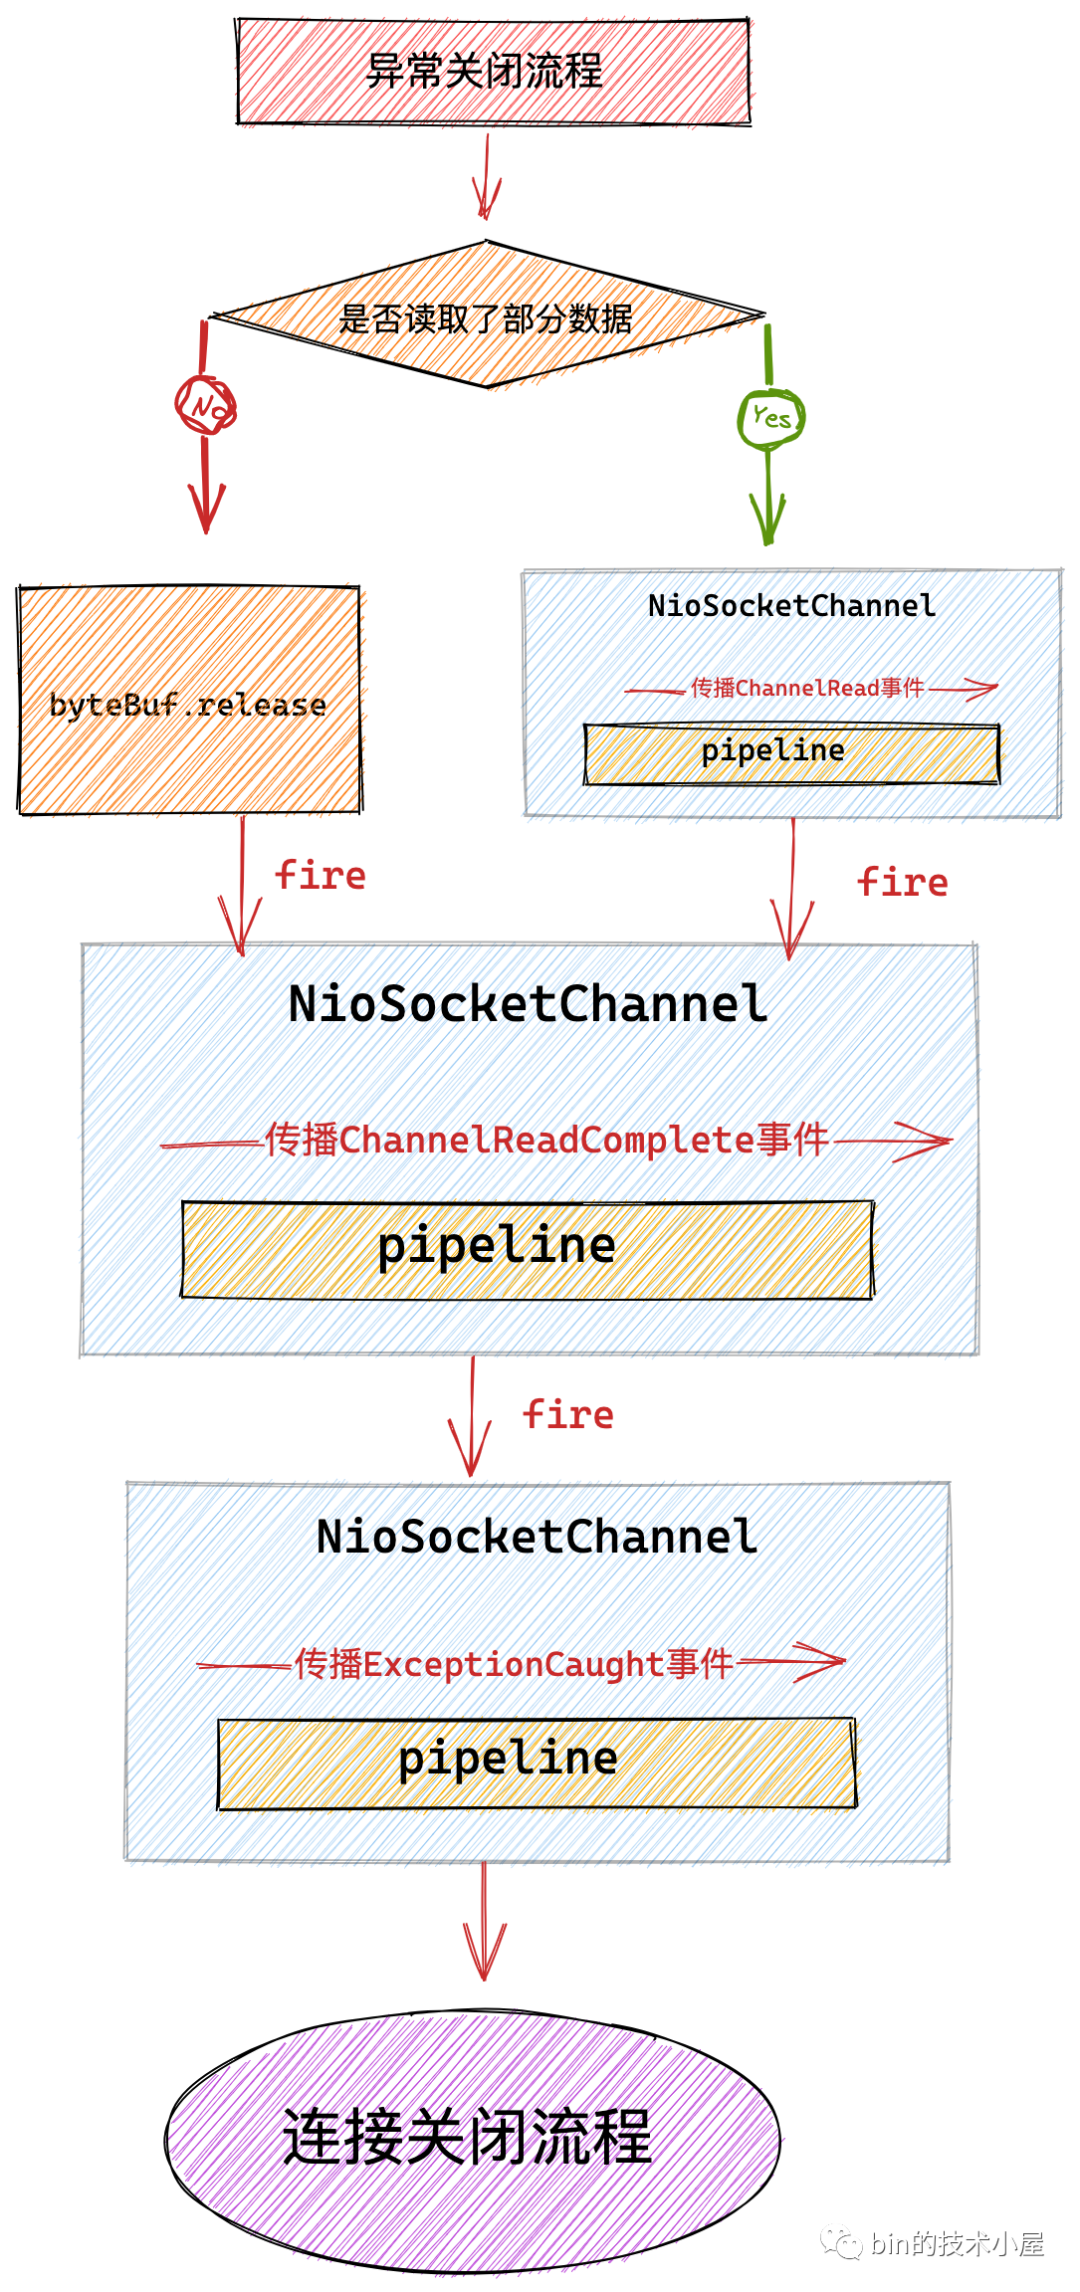 异常关闭流程
是否读取了部分数据
No
Yes
byteBuf.release
NioSocketChannel
传播ChannelRead事件
pipeline
fire
fire
NioSocketChannel
传播ChannelReadComplete事件
pipeline
fire
NioSocketChannel
传播ExceptionCaught事件
pipeline
连接关闭流程
bin的技术小屋